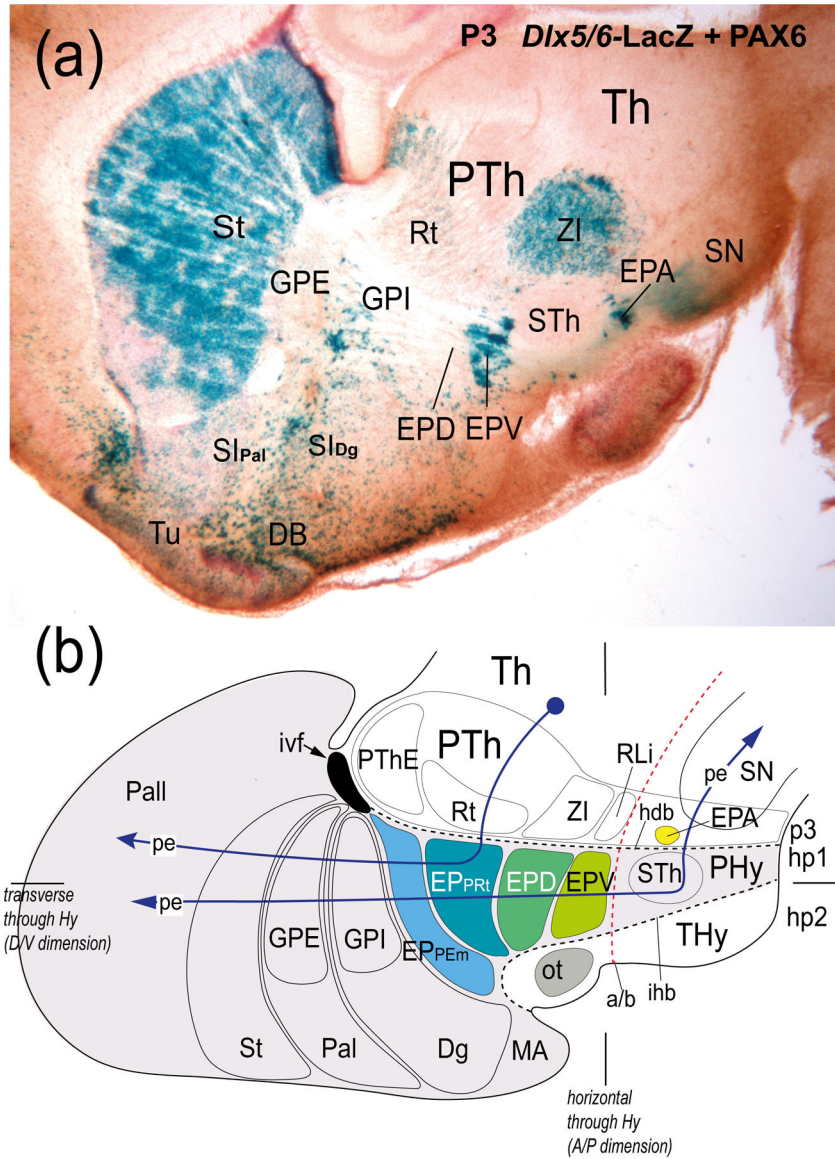 (a)
P3 Dlx5/6-LacZ + PAX6
Th
PTh
St
Rt
ZI
SN
EPA
GPE
GPI
STh
EPD EPV
SIPal
SIDg
Tu
DB
(b)
Th
ivf
PThE
PTh
RLi
pe
SN
Pall
Rt
ZI
hdb
EPA
p3
pe
hp1
EPPRt
EPD
EPV
STh
PHy
transverse
through Hy
(D/V dimension)
pe
hp2
GPE
GPI
EPPEm
THy
ot
a/b
ihb
St
Pal
Dg
MA
horizontal
through Hy
(A/P dimension)